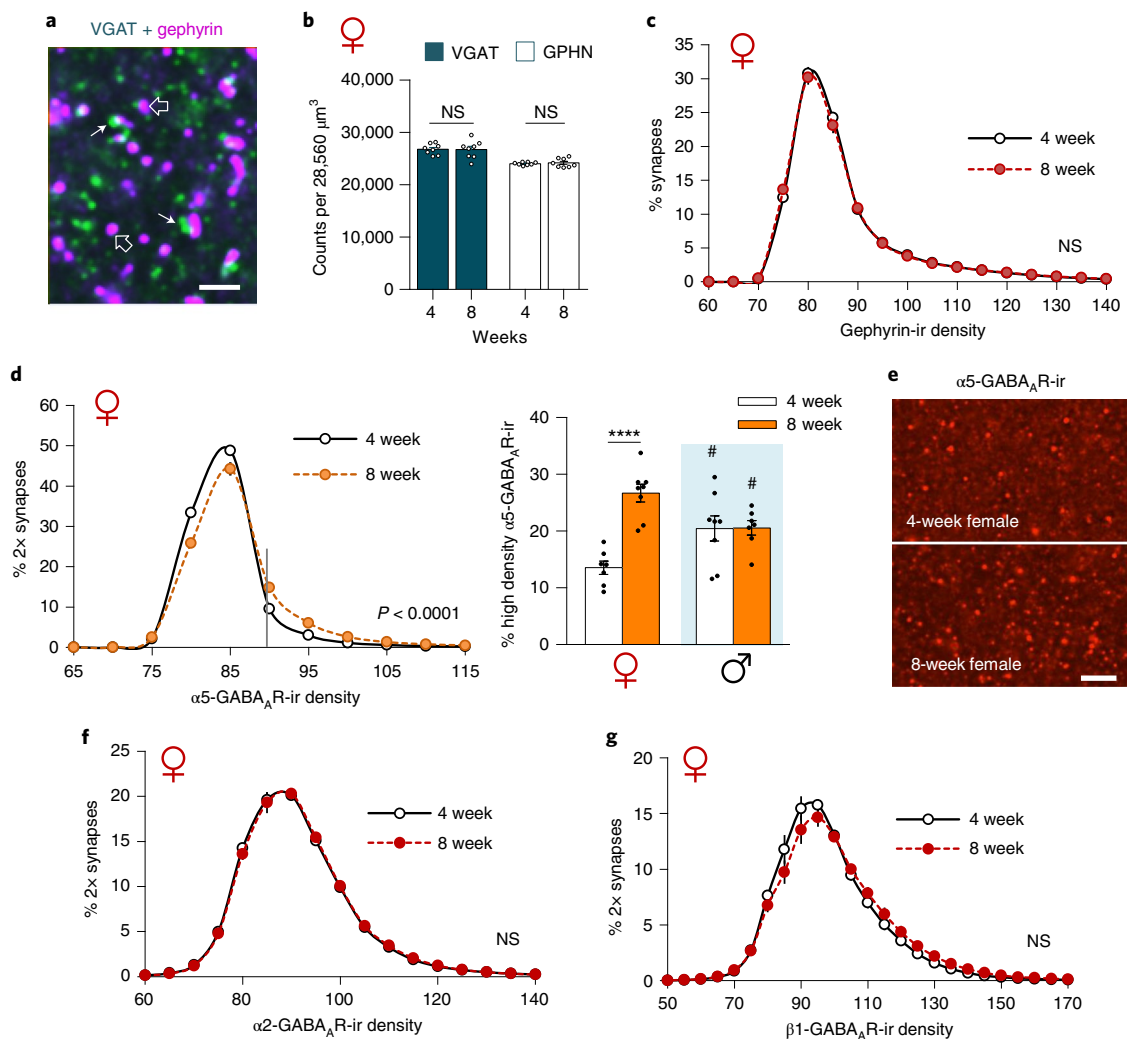 a
VGAT + gephyrin
b
♀
VGAT
GPHN
40,000
30,000
20,000
10,000
0
Counts per 28,560 µm³
NS
NS
4
8
4
8
Weeks
c
♀
35
30
25
20
15
10
5
0
% synapses
4 week
8 week
NS
60
70
80
90
100
110
120
130
140
Gephyrin-ir density
d
♀
60
50
40
30
20
10
0
% 2× synapses
4 week
8 week
P < 0.0001
65
75
85
95
105
115
α5-GABA_AR-ir density
4 week
8 week
40
30
20
10
0
% high density α5-GABA_AR-ir
****
#
#
♀
♂
e
α5-GABA_AR-ir
4-week female
8-week female
f
♀
25
20
15
10
5
0
% 2× synapses
4 week
8 week
NS
60
80
100
120
140
α2-GABA_AR-ir density
g
♀
20
15
10
5
0
% 2× synapses
4 week
8 week
NS
50
70
90
110
130
150
170
β1-GABA_AR-ir density